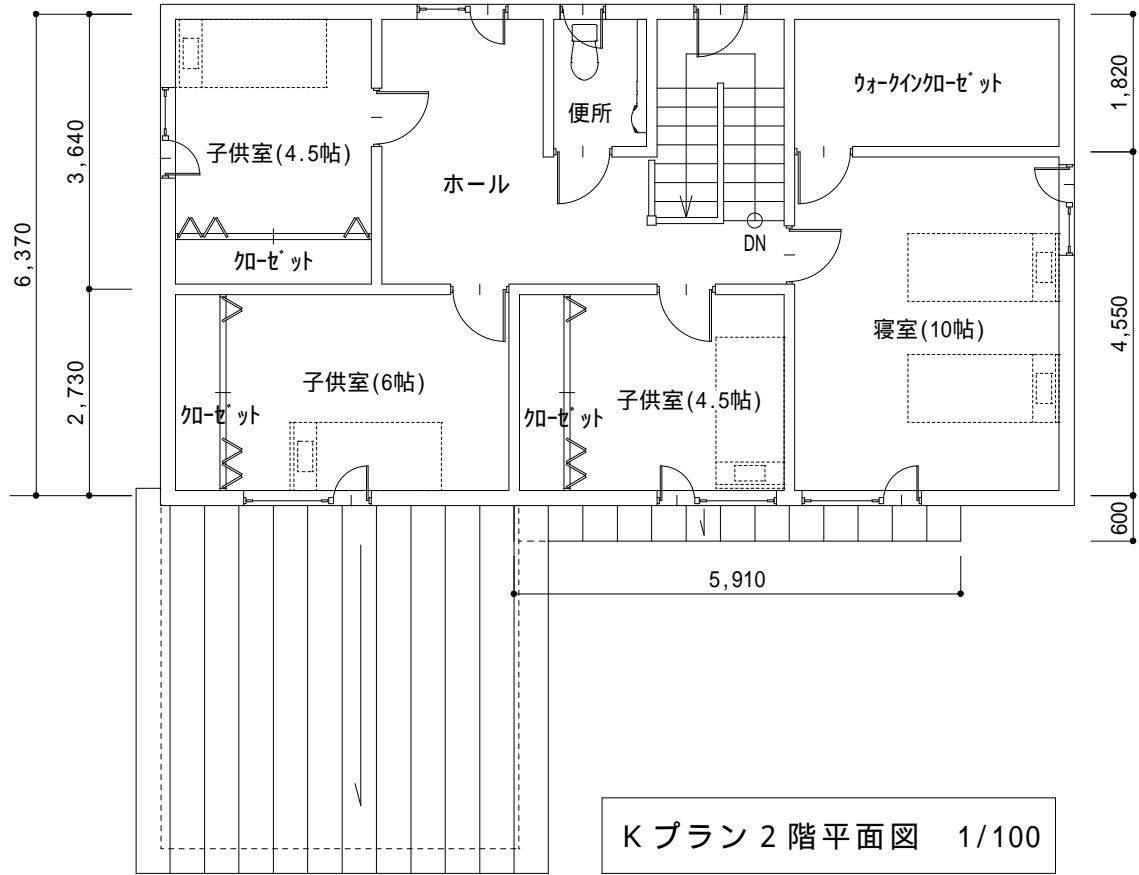 ウォークインクローゼット
1,820
便所
3,640
子供室(4.5帖)
ホール
6,370
DN
クローゼット
寝室(10帖)
4,550
2,730
子供室(6帖)
子供室(4.5帖)
クローゼット
クローゼット
600
5,910
Kプラン2階平面図 1/100